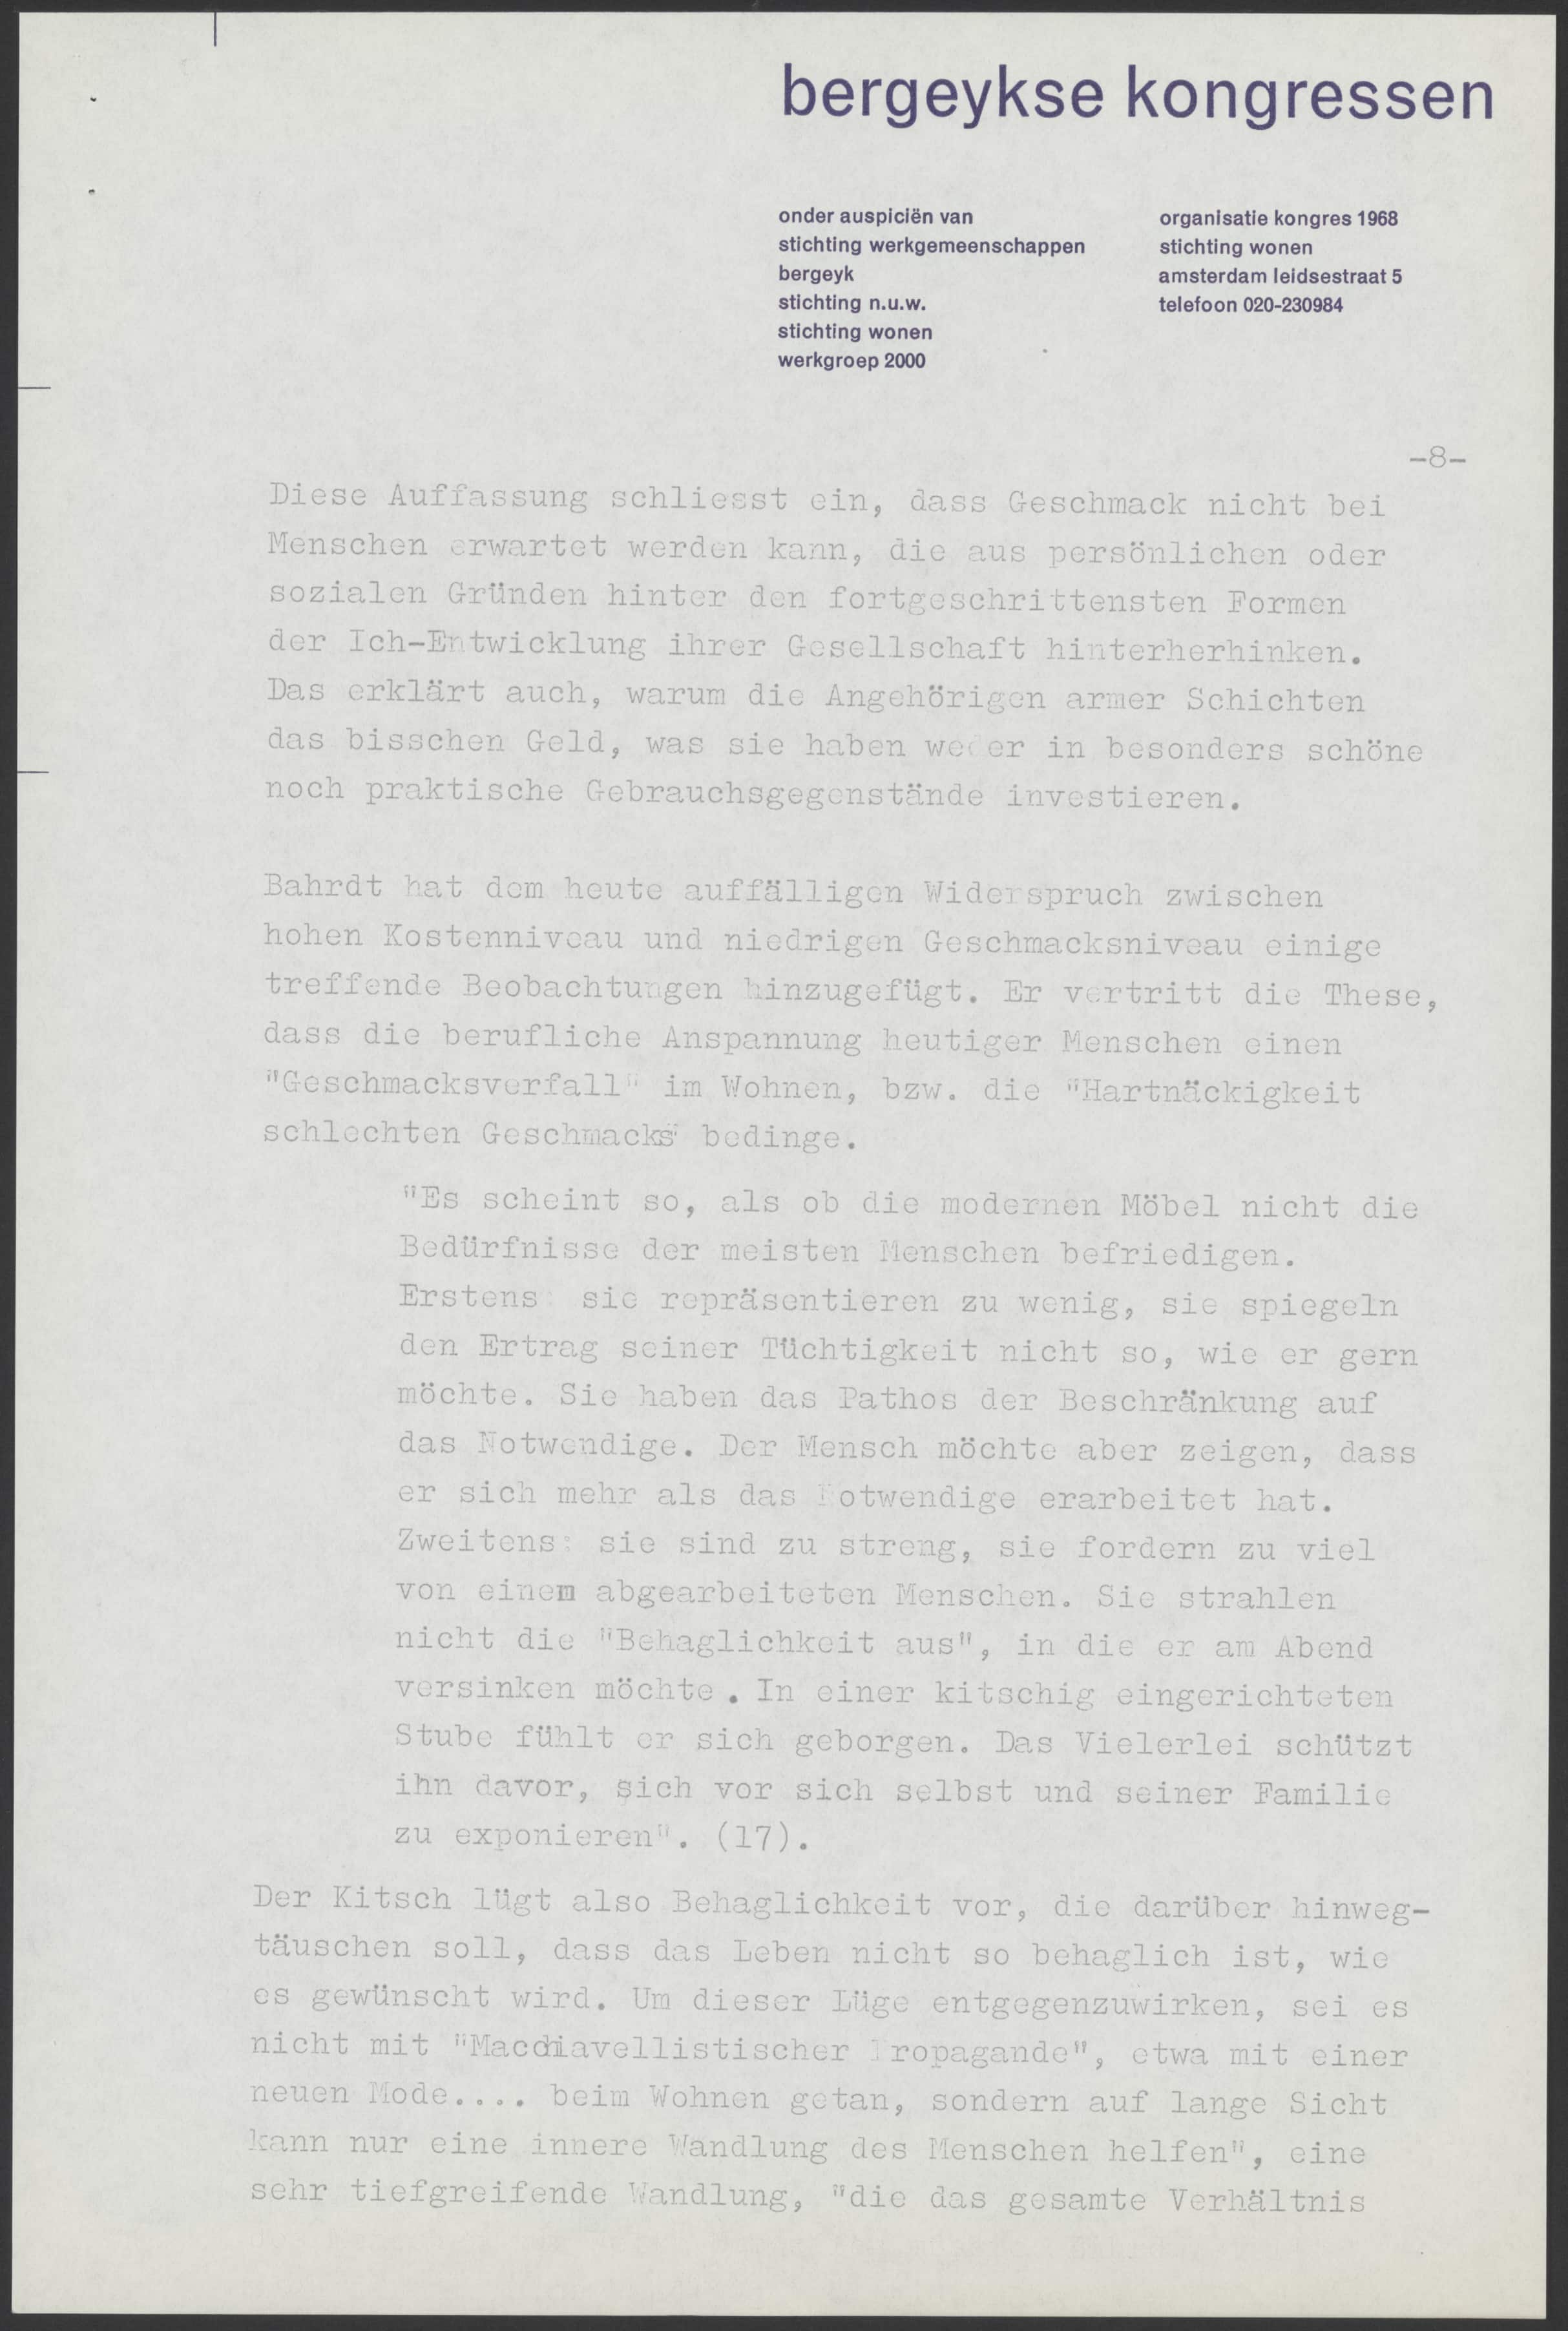 bergeykse kongressen
onder auspiciën van
stichting werkgemeenschappen
bergeyk
stichting n.u.w.
stichting wonen
werkgroep 2000
organisatie kongres 1968
stichting wonen
amsterdam leidsestraat 5
telefoon 020-230984
-8-
Diese Auffassung schliesst ein, dass Geschmack nicht bei
Menschen erwartet werden kann, die aus persönlichen oder
sozialen Gründen hinter den fortgeschrittensten Formen
der Ich-Entwicklung ihrer Gesellschaft hinterherhinken.
Das erklärt auch, warum die Angehörigen armer Schichten
das bisschen Geld, was sie haben weder in besonders schöne
noch praktische Gebrauchsgegenstände investieren.
Bahrdt hat dem heute auffälligen Widerspruch zwischen
hohen Kostenniveau und niedrigen Geschmacksniveau einige
treffende Beobachtungen hinzugefügt. Er vertritt die These,
dass die berufliche Anspannung heutiger Menschen einen
"Geschmacksverfall" im Wohnen, bzw. die "Hartnäckigkeit
schlechten Geschmacks" bedinge.
"Es scheint so, als ob die modernen Möbel nicht die
Bedürfnisse der meisten Menschen befriedigen.
Erstens: sie repräsentieren zu wenig, sie spiegeln
den Ertrag seiner Tüchtigkeit nicht so, wie er gern
möchte. Sie haben das Pathos der Beschränkung auf
das Notwendige. Der Mensch möchte aber zeigen, dass
er sich mehr als das Notwendige erarbeitet hat.
Zweitens: sie sind zu streng, sie fordern zu viel
von einem abgearbeiteten Menschen. Sie strahlen
nicht die "Behaglichkeit aus", in die er am Abend
versinken möchte. In einer kitschig eingerichteten
Stube fühlt er sich geborgen. Das Vielerlei schützt
ihn davor, sich vor sich selbst und seiner Familie
zu exponieren". (17).
Der Kitsch lügt also Behaglichkeit vor, die darüber hinweg-
täuschen soll, dass das Leben nicht so behaglich ist, wie
es gewünscht wird. Um dieser Lüge entgegenzuwirken, sei es
nicht mit "Macchiavellistischer Propagande", etwa mit einer
neuen Mode.... beim Wohnen getan, sondern auf lange Sicht
kann nur eine innere Wandlung des Menschen helfen", eine
sehr tiefgreifende Wandlung, "die das gesamte Verhältnis